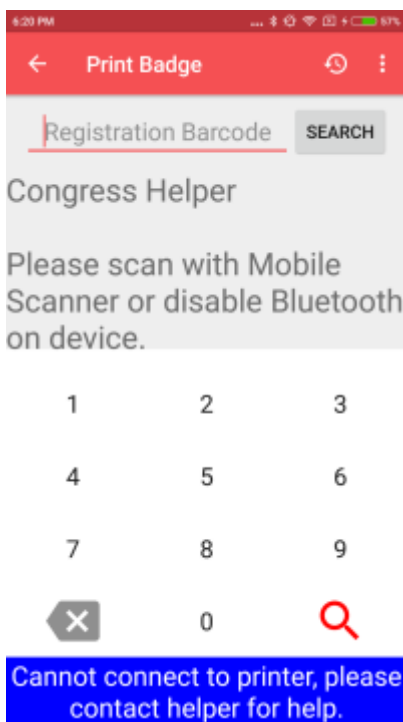 6:20 PM ... 57%
Print Badge
Registration Barcode SEARCH
Congress Helper
Please scan with Mobile
Scanner or disable Bluetooth
on device.
1 2 3
4 5 6
7 8 9
0
Cannot connect to printer, please
contact helper for help.